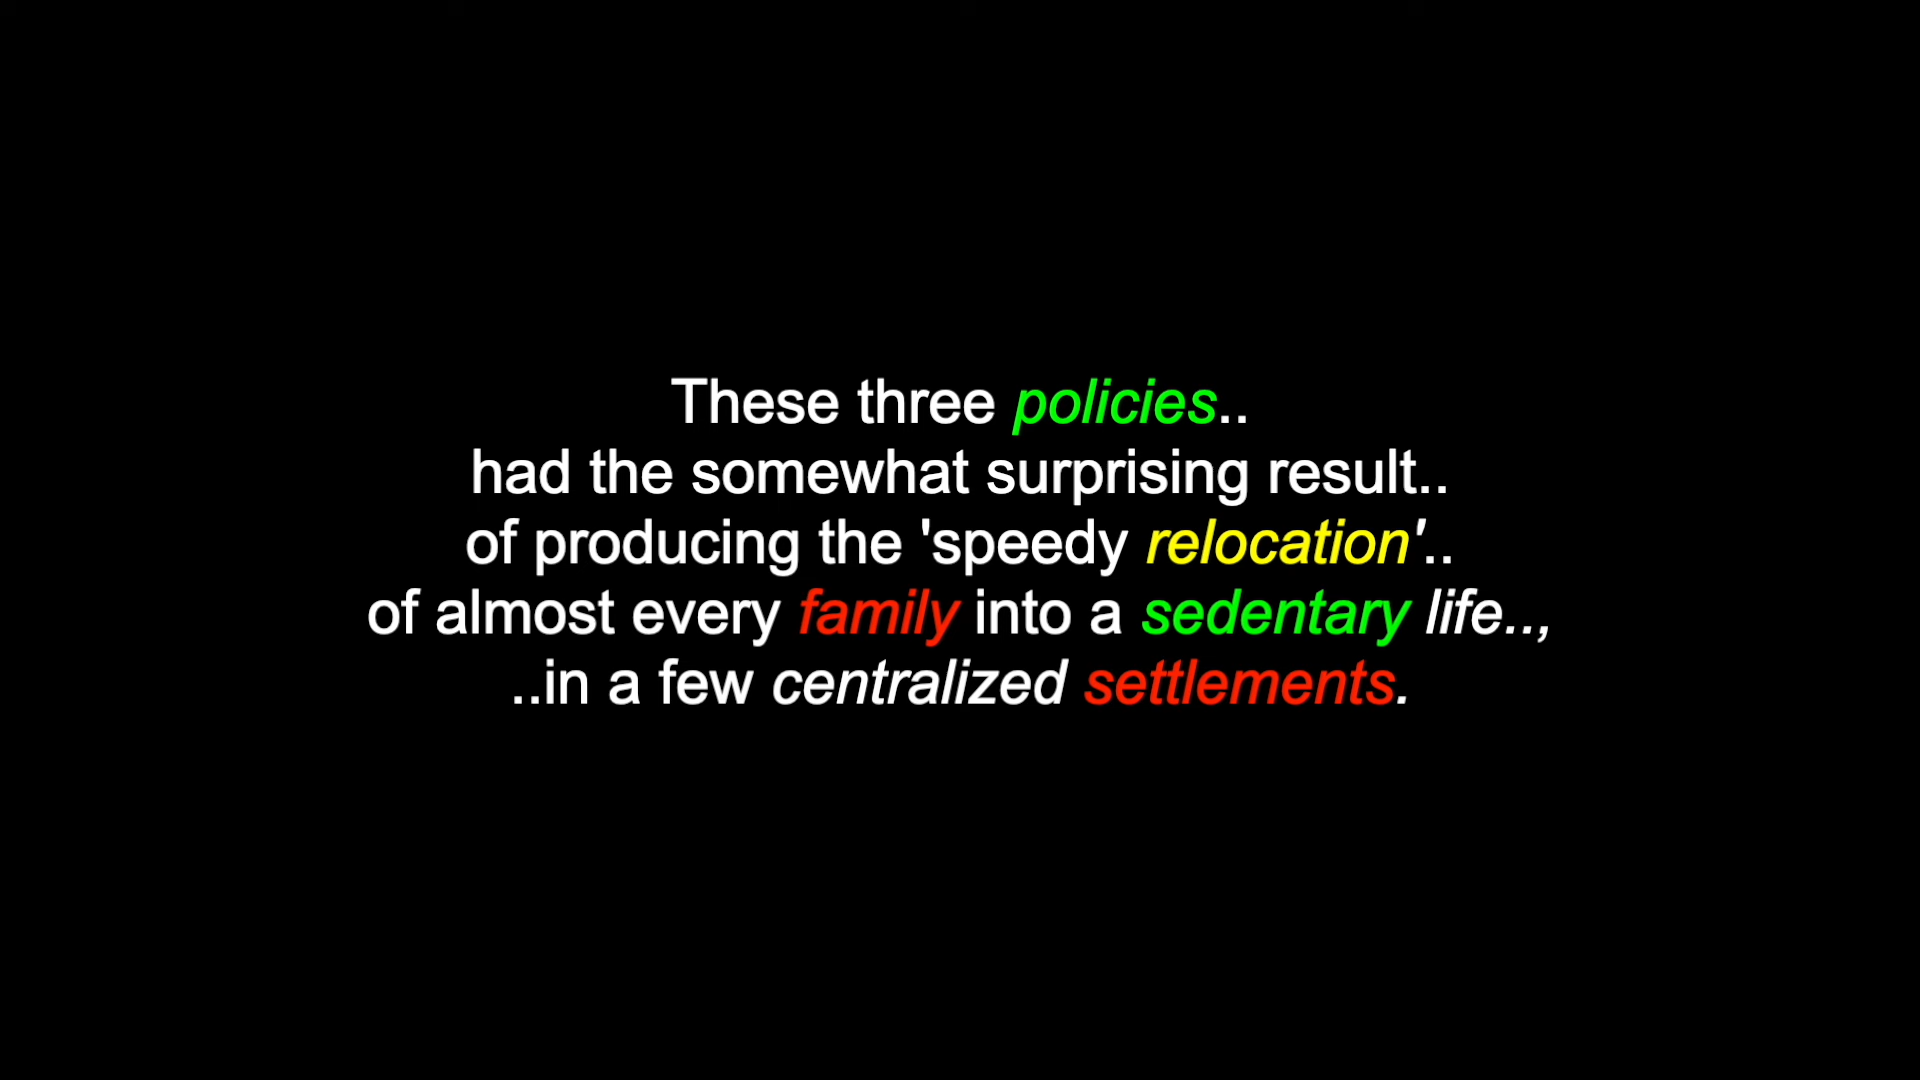 These three policies..
had the somewhat surprising result..
of producing the 'speedy relocation'..
of almost every family into a sedentary life..,
..in a few centralized settlements.